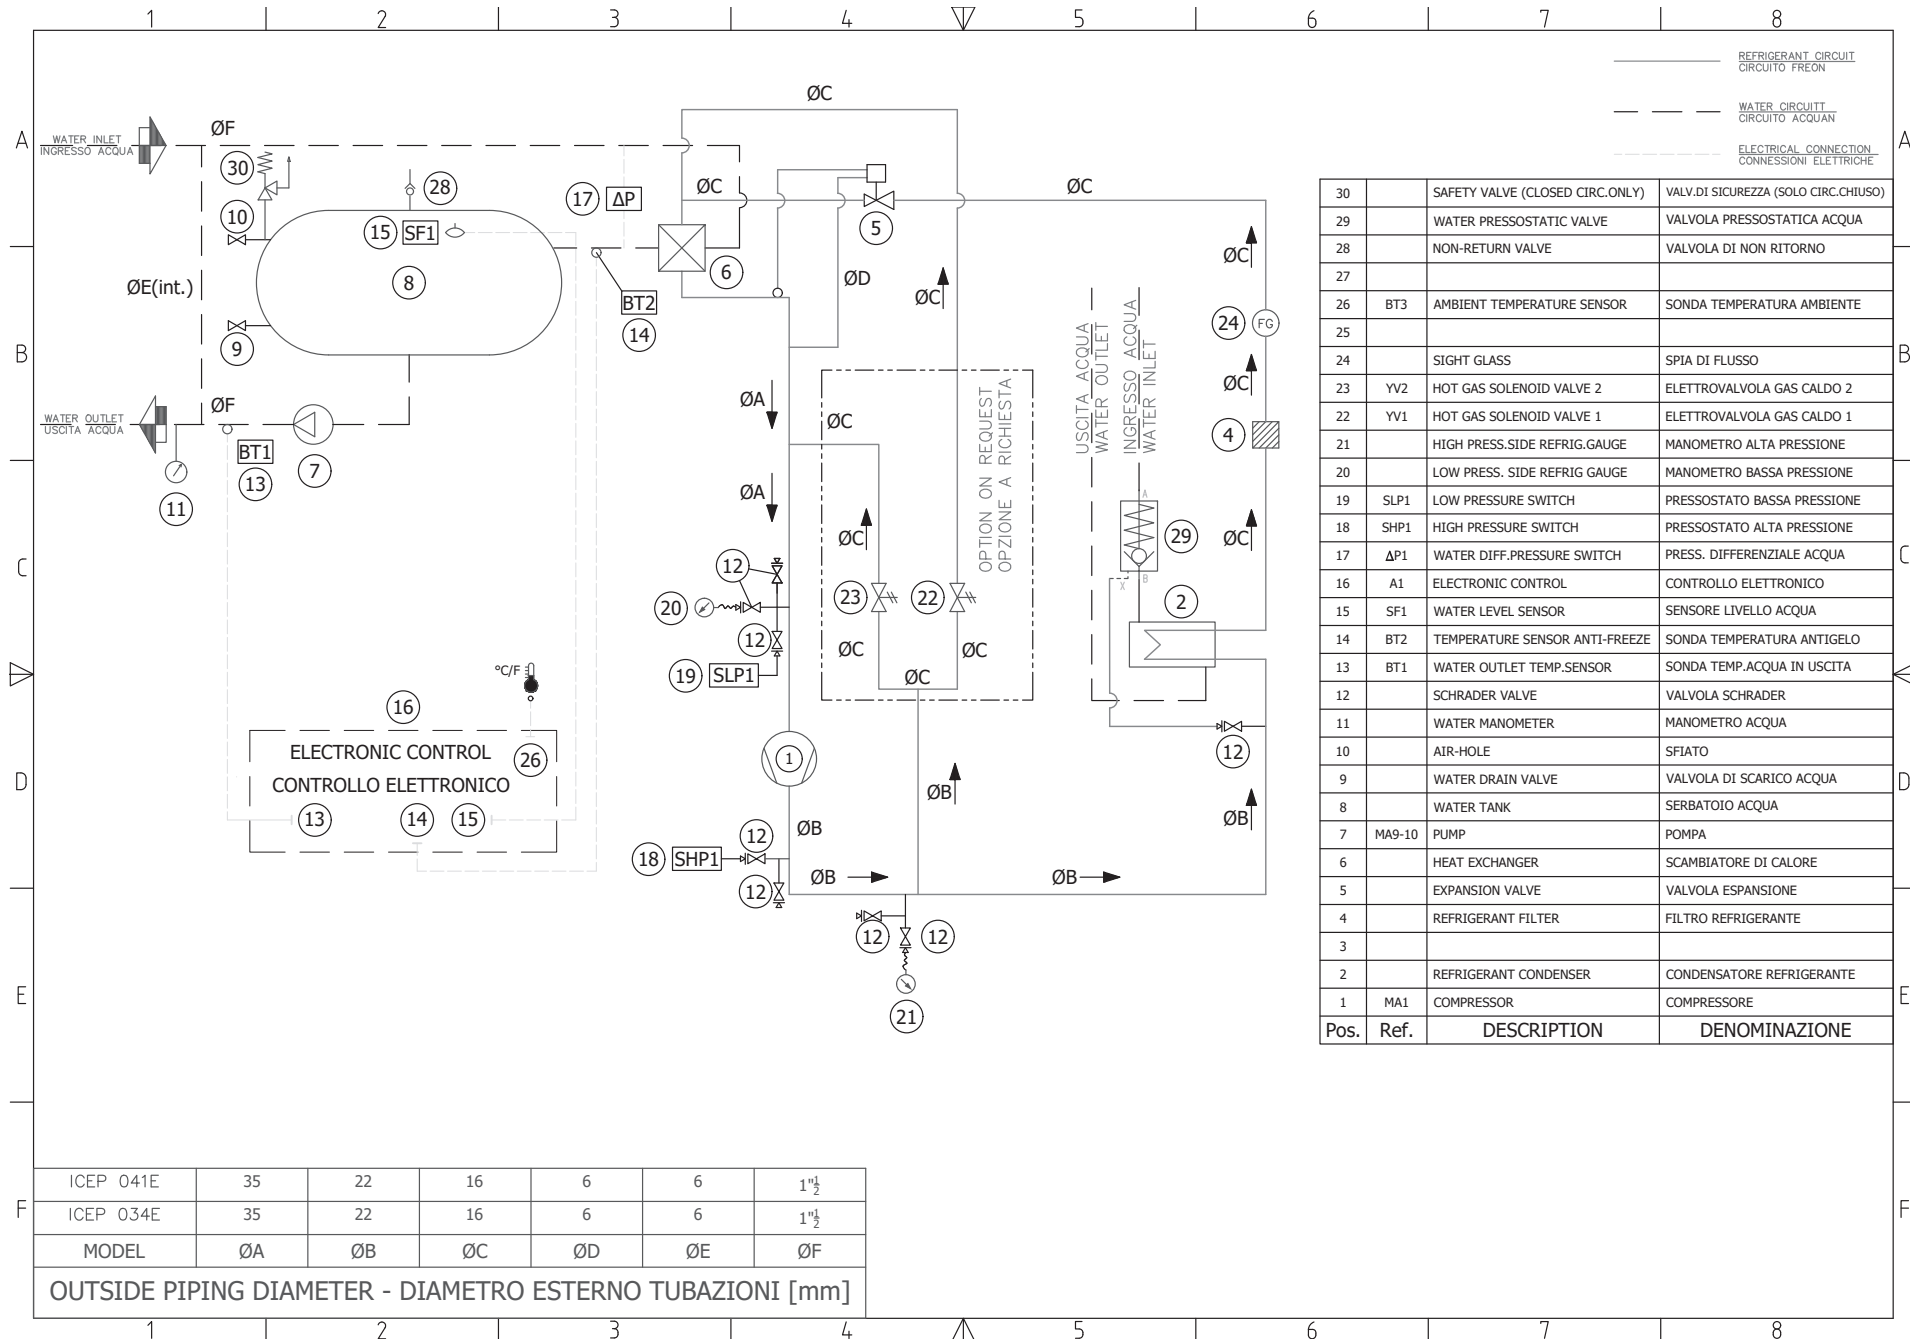 1 2 3 4 5 6 7 8
A
B
C
D
E
F
A
B
C
D
E
F
REFRIGERANT CIRCUIT
CIRCUITO FREON
WATER CIRCUITT
CIRCUITO ACQUAN
ELECTRICAL CONNECTION
CONNESSIONI ELETTRICHE
WATER INLET
INGRESSO ACQUA
ØF
30
10
28
15 SF1
8
ØE(int.)
9
WATER OUTLET
USCITA ACQUA
ØF
BT1
13
7
11
17 ΔP
BT2
14
6
ØC
ØC
5
ØC
ØD
ØC
ØA
ØC
ØA
OPTION ON REQUEST
OPZIONE A RICHIESTA
ØC
23
22
ØC
ØC
ØC
12
20
12
19 SLP1
1
ØB
ØB
12
18 SHP1
12
ØB
ØB
12
12
21
USCITA ACQUA
WATER OUTLET
INGRESSO ACQUA
WATER INLET
A
29
B
X
2
12
ØC
24 FG
ØC
4
ØC
ØB
°C/F
16
ELECTRONIC CONTROL
CONTROLLO ELETTRONICO
26
13
14
15
30 SAFETY VALVE (CLOSED CIRC.ONLY) VALV.DI SICUREZZA (SOLO CIRC.CHIUSO)
29 WATER PRESSOSTATIC VALVE VALVOLA PRESSOSTATICA ACQUA
28 NON-RETURN VALVE VALVOLA DI NON RITORNO
27
26 BT3 AMBIENT TEMPERATURE SENSOR SONDA TEMPERATURA AMBIENTE
25
24 SIGHT GLASS SPIA DI FLUSSO
23 YV2 HOT GAS SOLENOID VALVE 2 ELETTROVALVOLA GAS CALDO 2
22 YV1 HOT GAS SOLENOID VALVE 1 ELETTROVALVOLA GAS CALDO 1
21 HIGH PRESS.SIDE REFRIG.GAUGE MANOMETRO ALTA PRESSIONE
20 LOW PRESS. SIDE REFRIG GAUGE MANOMETRO BASSA PRESSIONE
19 SLP1 LOW PRESSURE SWITCH PRESSOSTATO BASSA PRESSIONE
18 SHP1 HIGH PRESSURE SWITCH PRESSOSTATO ALTA PRESSIONE
17 ΔP1 WATER DIFF.PRESSURE SWITCH PRESS. DIFFERENZIALE ACQUA
16 A1 ELECTRONIC CONTROL CONTROLLO ELETTRONICO
15 SF1 WATER LEVEL SENSOR SENSORE LIVELLO ACQUA
14 BT2 TEMPERATURE SENSOR ANTI-FREEZE SONDA TEMPERATURA ANTIGELO
13 BT1 WATER OUTLET TEMP.SENSOR SONDA TEMP.ACQUA IN USCITA
12 SCHRADER VALVE VALVOLA SCHRADER
11 WATER MANOMETER MANOMETRO ACQUA
10 AIR-HOLE SFIATO
9 WATER DRAIN VALVE VALVOLA DI SCARICO ACQUA
8 WATER TANK SERBATOIO ACQUA
7 MA9-10 PUMP POMPA
6 HEAT EXCHANGER SCAMBIATORE DI CALORE
5 EXPANSION VALVE VALVOLA ESPANSIONE
4 REFRIGERANT FILTER FILTRO REFRIGERANTE
3
2 REFRIGERANT CONDENSER CONDENSATORE REFRIGERANTE
1 MA1 COMPRESSOR COMPRESSORE
Pos. Ref. DESCRIPTION DENOMINAZIONE
ICEP 041E 35 22 16 6 6 1"½
ICEP 034E 35 22 16 6 6 1"½
MODEL ØA ØB ØC ØD ØE ØF
OUTSIDE PIPING DIAMETER - DIAMETRO ESTERNO TUBAZIONI [mm]
1 2 3 4 5 6 7 8